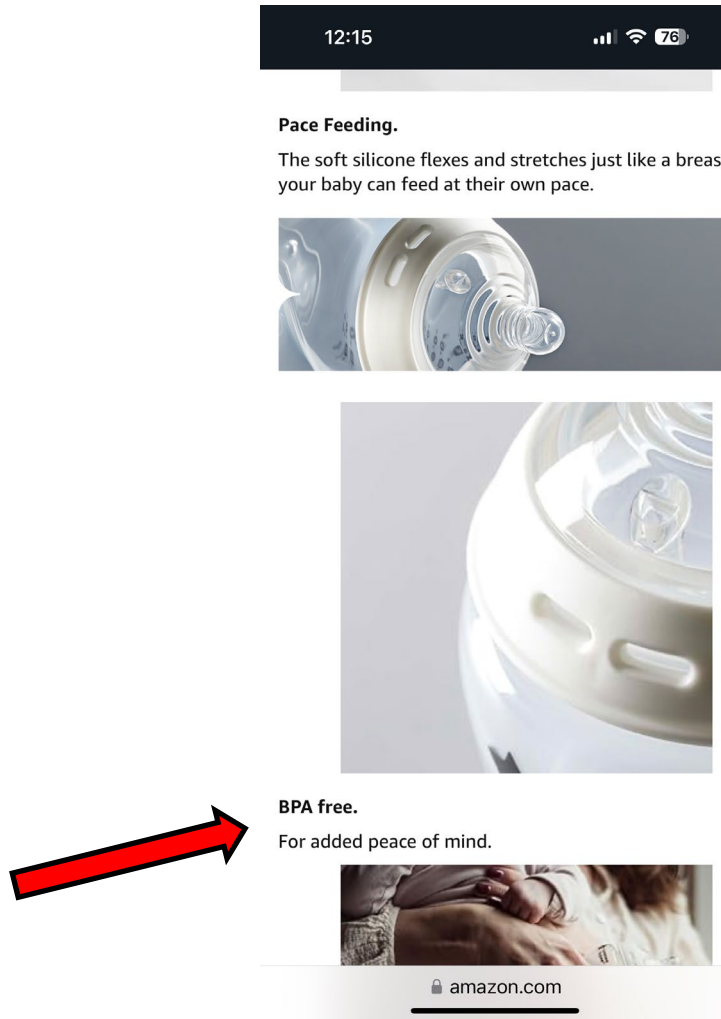 12:15
76
Pace Feeding.
The soft silicone flexes and stretches just like a breas
your baby can feed at their own pace.
BPA free.
For added peace of mind.
amazon.com